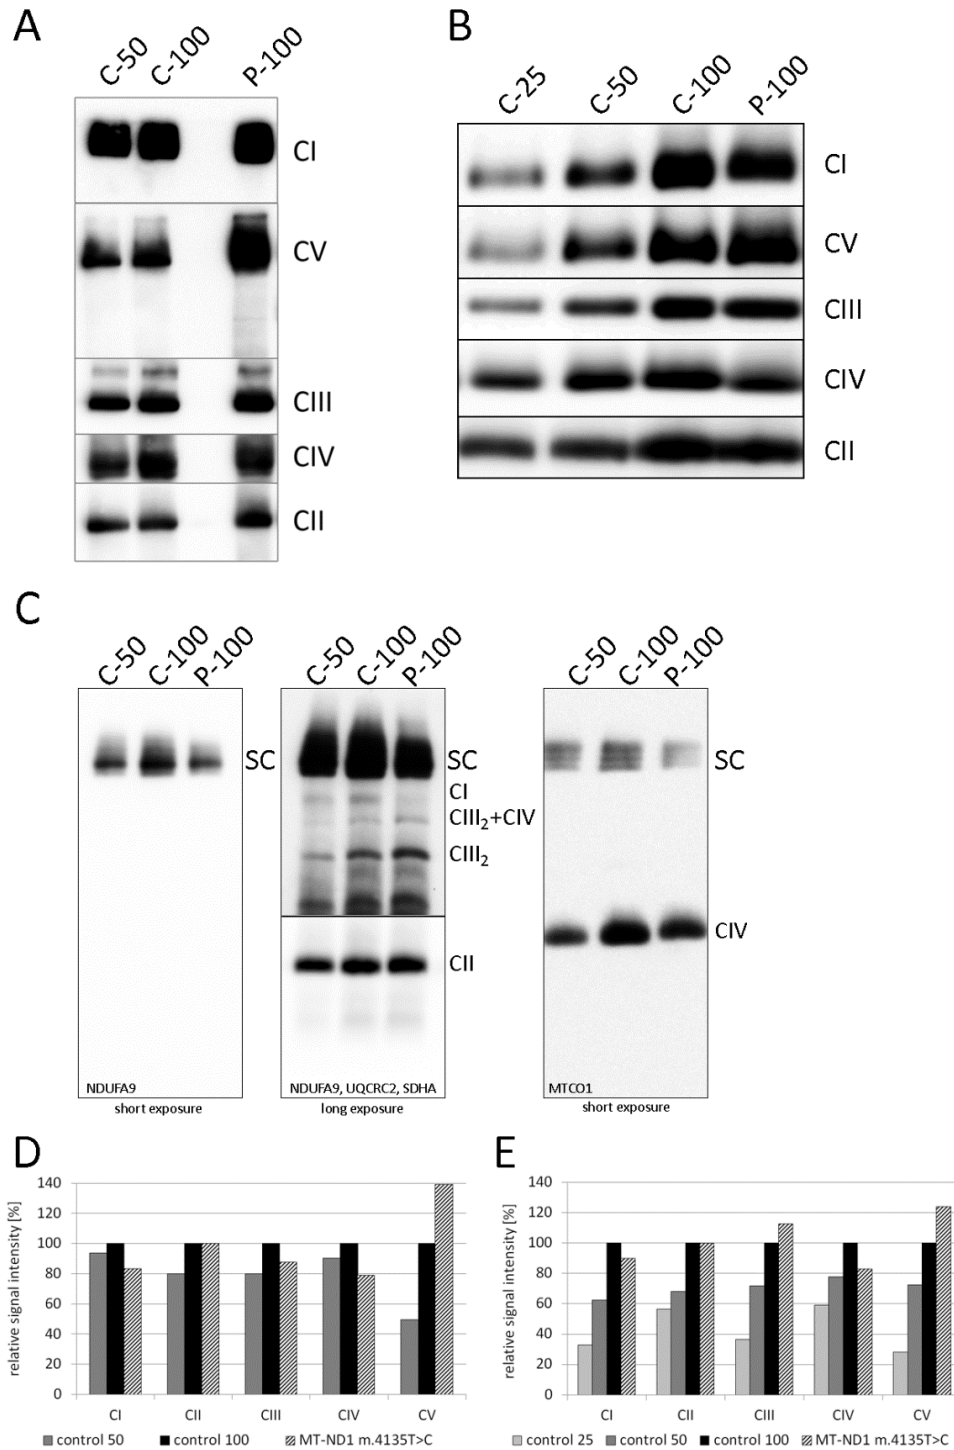 A
B
C-50 C-100 P-100
C-25 C-50 C-100 P-100
CI
CV
CIII
CIV
CII
CI
CV
CIII
CIV
CII
C
C-50 C-100 P-100
C-50 C-100 P-100
C-50 C-100 P-100
SC
SC
CI
CIII₂+CIV
CIII₂
CII
SC
CIV
NDUFA9
NDUFA9, UQCRC2, SDHA
MTCO1
short exposure
long exposure
short exposure
D
relative signal intensity [%]
140
120
100
80
60
40
20
0
CI CII CIII CIV CV
control 50 control 100 MT-ND1 m.4135T>C
E
relative signal intensity [%]
140
120
100
80
60
40
20
0
CI CII CIII CIV CV
control 25 control 50 control 100 MT-ND1 m.4135T>C